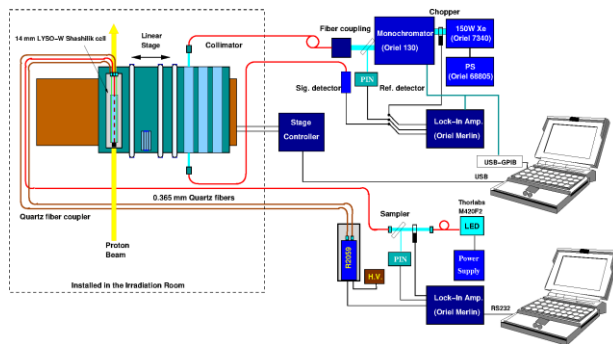 14 mm LYSO-W Shashilik cell
Linear
Stage
Collimator
Fiber coupling
Monochromator
(Oriel 130)
Chopper
150W Xe
(Oriel 7340)
PS
(Oriel 68805)
PIN
Sig. detector
Ref. detector
Lock-In Amp.
(Oriel Merlin)
Stage
Controller
USB-GPIB
USB
0.365 mm Quartz fibers
Quartz fiber coupler
Proton
Beam
Installed in the Irradiation Room
R2059
H.V.
Sampler
PIN
Thorlabs
M420F2
LED
Power
Supply
Lock-In Amp.
(Oriel Merlin)
RS232